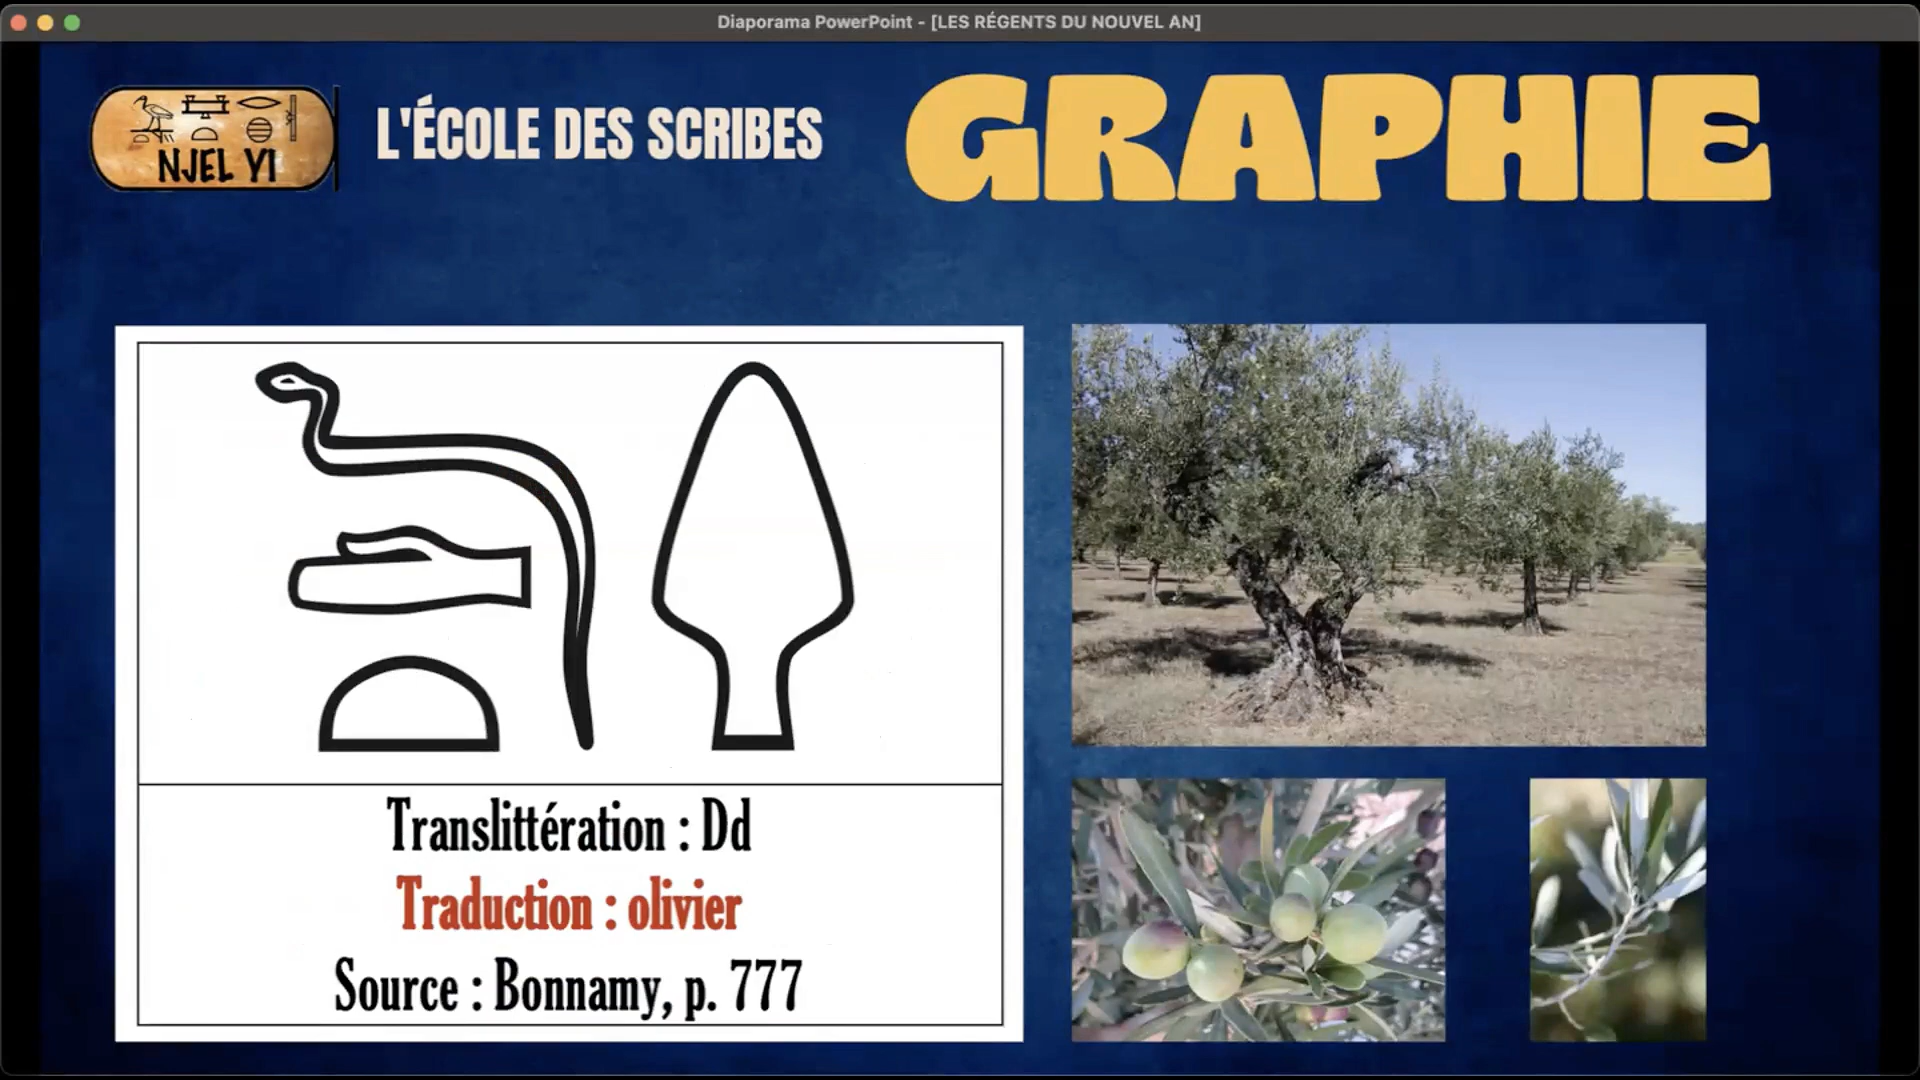 Diaporama PowerPoint - [LES RÉGENTS DU NOUVEL AN]
NJEL YI
L'ÉCOLE DES SCRIBES
GRAPHIE
Translittération : Dd
Traduction : olivier
Source : Bonnamy, p. 777